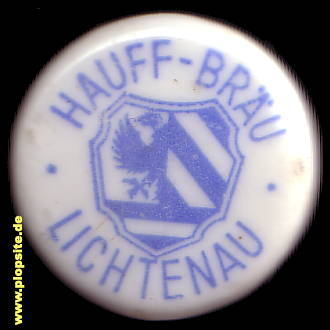 · HAUFF-BRÄU ·
LICHTENAU
www.plopsite.de